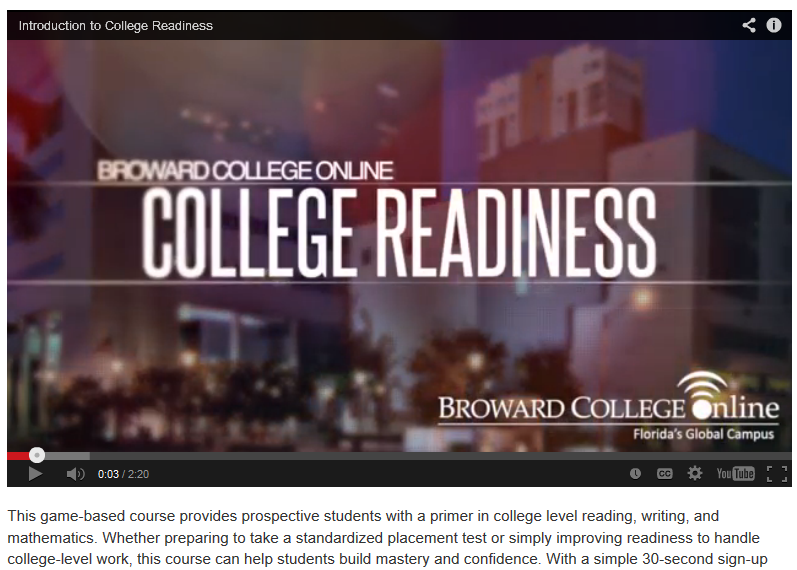 Introduction to College Readiness
BROWARD COLLEGE ONLINE
COLLEGE READINESS
BROWARD COLLEGE Online
Florida's Global Campus
0:03 / 2:20
CC
YouTube
This game-based course provides prospective students with a primer in college level reading, writing, and
mathematics. Whether preparing to take a standardized placement test or simply improving readiness to handle
college-level work, this course can help students build mastery and confidence. With a simple 30-second sign-up